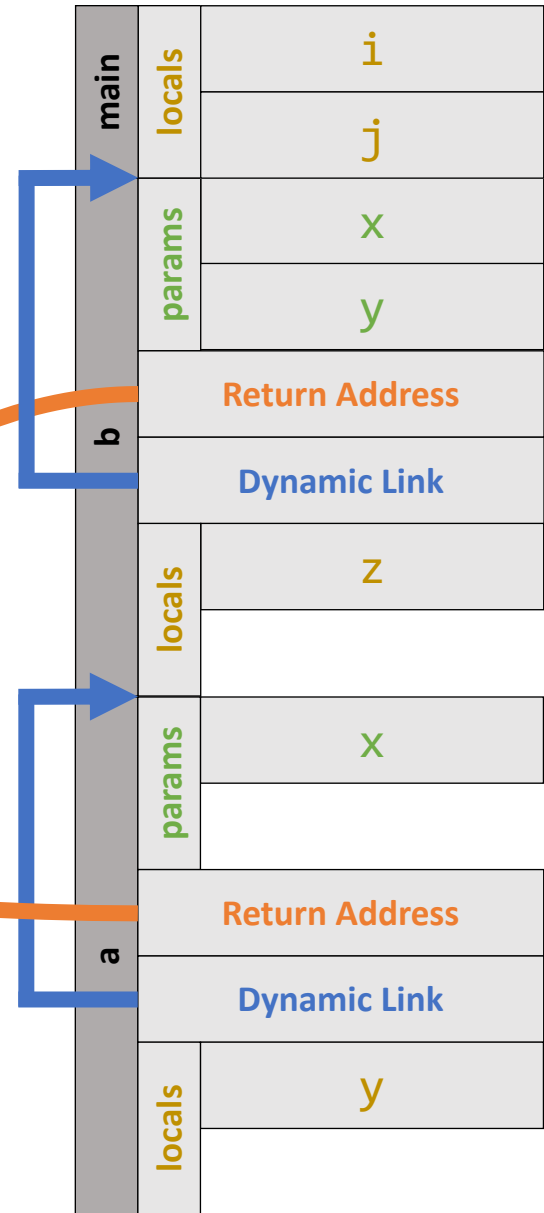 main
locals
i
j
params
x
y
b
Return Address
Dynamic Link
locals
z
params
x
a
Return Address
Dynamic Link
locals
y